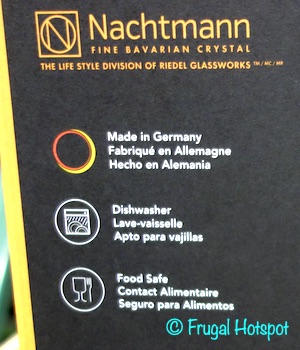 Nachtmann
FINE BAVARIAN CRYSTAL
THE LIFE STYLE DIVISION OF RIEDEL GLASSWORKS TM / MC / MR
Made in Germany
Fabriqué en Allemagne
Hecho en Alemania
Dishwasher
Lave-vaisselle
Apto para vajillas
Food Safe
Contact Alimentaire
Seguro para Alimentos
© Frugal Hotspot